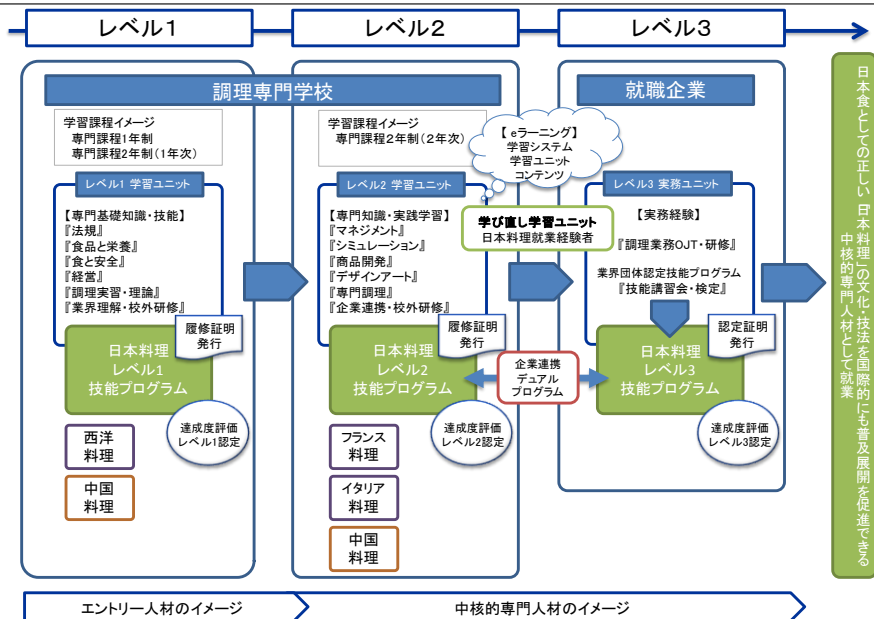 レベル1
レベル2
レベル3
調理専門学校
就職企業
学習課程イメージ
専門課程1年制
専門課程2年制(1年次)
学習課程イメージ
専門課程2年制(2年次)
【 eラーニング】
学習システム
学習ユニット
コンテンツ
レベル1 学習ユニット
【専門基礎知識・技能】
『法規』
『食品と栄養』
『食と安全』
『経営』
『調理実習・理論』
『業界理解・校外研修』
履修証明
発行
日本料理
レベル1
技能プログラム
達成度評価
レベル1認定
西洋
料理
中国
料理
レベル2 学習ユニット
【専門知識・実践学習】
『マネジメント』
『シミュレーション』
『商品開発』
『デザインアート』
『専門調理』
『企業連携・校外研修』
履修証明
発行
日本料理
レベル2
技能プログラム
達成度評価
レベル2認定
フランス
料理
イタリア
料理
中国
料理
学び直し学習ユニット
日本料理就業経験者
企業連携
デュアル
プログラム
レベル3 実務ユニット
【実務経験】
『調理業務OJT・研修』
業界団体認定技能プログラム
『技能講習会・検定』
認定証明
発行
日本料理
レベル3
技能プログラム
達成度評価
レベル3認定
日本食としての正しい『日本料理』の文化・技法を国際的にも普及展開を促進できる
中核的専門人材として就業
エントリー人材のイメージ
中核的専門人材のイメージ